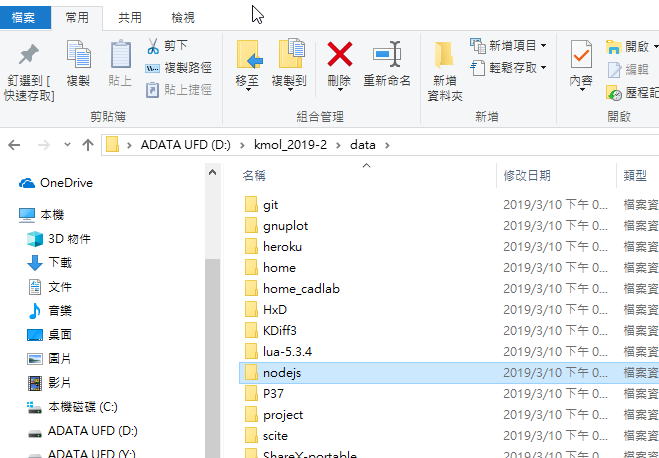 檔案 常用 共用 檢視
釘選到 [
快速存取]
複製
貼上
剪下
複製路徑
貼上捷徑
剪貼簿
移至
複製到
刪除
重新命名
組合管理
新增
資料夾
新增項目
輕鬆存取
新增
內容
開啟
編輯
歷程記
開啟
ADATA UFD (D:) kmol_2019-2 data
OneDrive
本機
3D 物件
下載
文件
音樂
桌面
圖片
影片
本機磁碟 (C:)
ADATA UFD (D:)
ADATA UFD (Y:)
名稱 修改日期 類型
git 2019/3/10 下午 0... 檔案資
gnuplot 2019/3/10 下午 0... 檔案資
heroku 2019/3/10 下午 0... 檔案資
home 2019/3/10 下午 0... 檔案資
home_cadlab 2019/3/10 下午 0... 檔案資
HxD 2019/3/10 下午 0... 檔案資
KDiff3 2019/3/10 下午 0... 檔案資
lua-5.3.4 2019/3/10 下午 0... 檔案資
nodejs 2019/3/10 下午 0... 檔案資
P37 2019/3/10 下午 0... 檔案資
project 2019/3/10 下午 0... 檔案資
scite 2019/3/10 下午 0... 檔案資
ShareX-portable 2019/3/10 下午 0... 檔案資